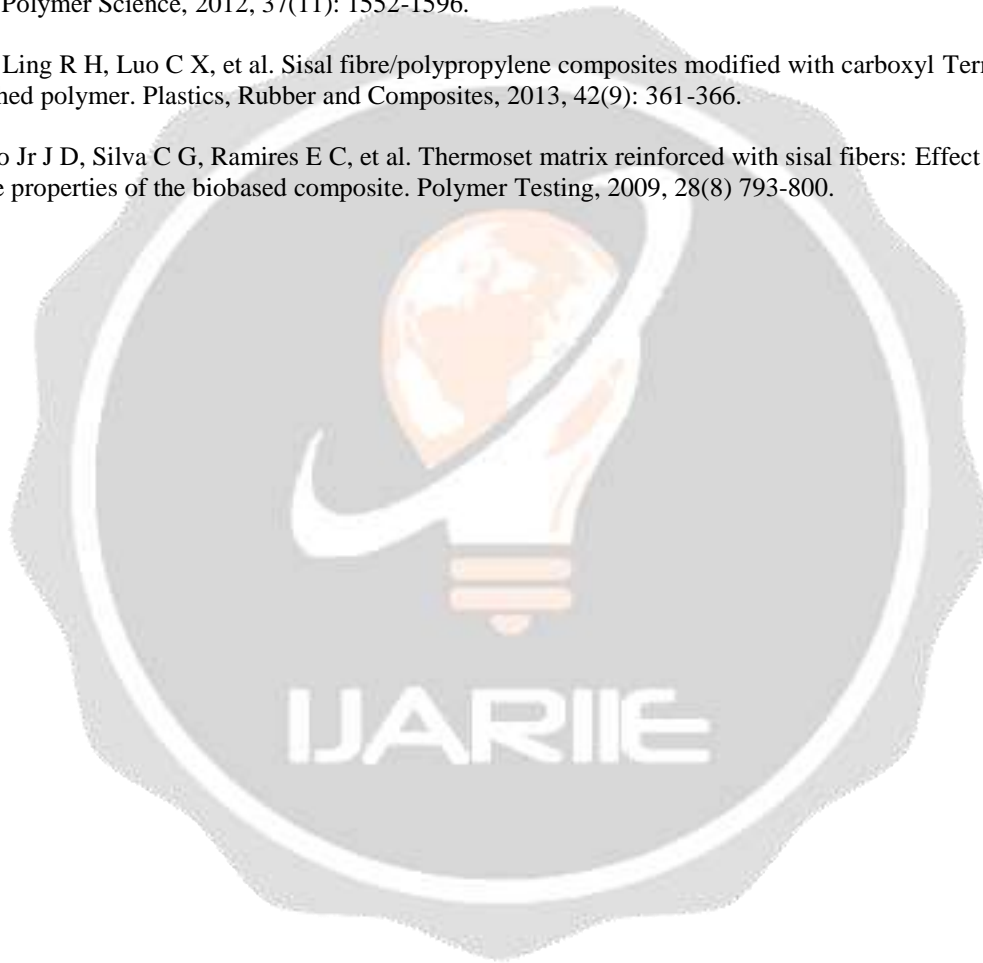 Polymer Science, 2012, 37(11): 1552-1596.
Ling R H, Luo C X, et al. Sisal fibre/polypropylene composites modified with carboxyl
polymer. Plastics, Rubber and Composites, 2013, 42(9): 361-366.
Jr J D, Silva C G, Ramires E C, et al. Thermoset matrix reinforced with sisal fibers: Effect
properties of the biobased composite. Polymer Testing, 2009, 28(8) 793-800.
IJARIIE